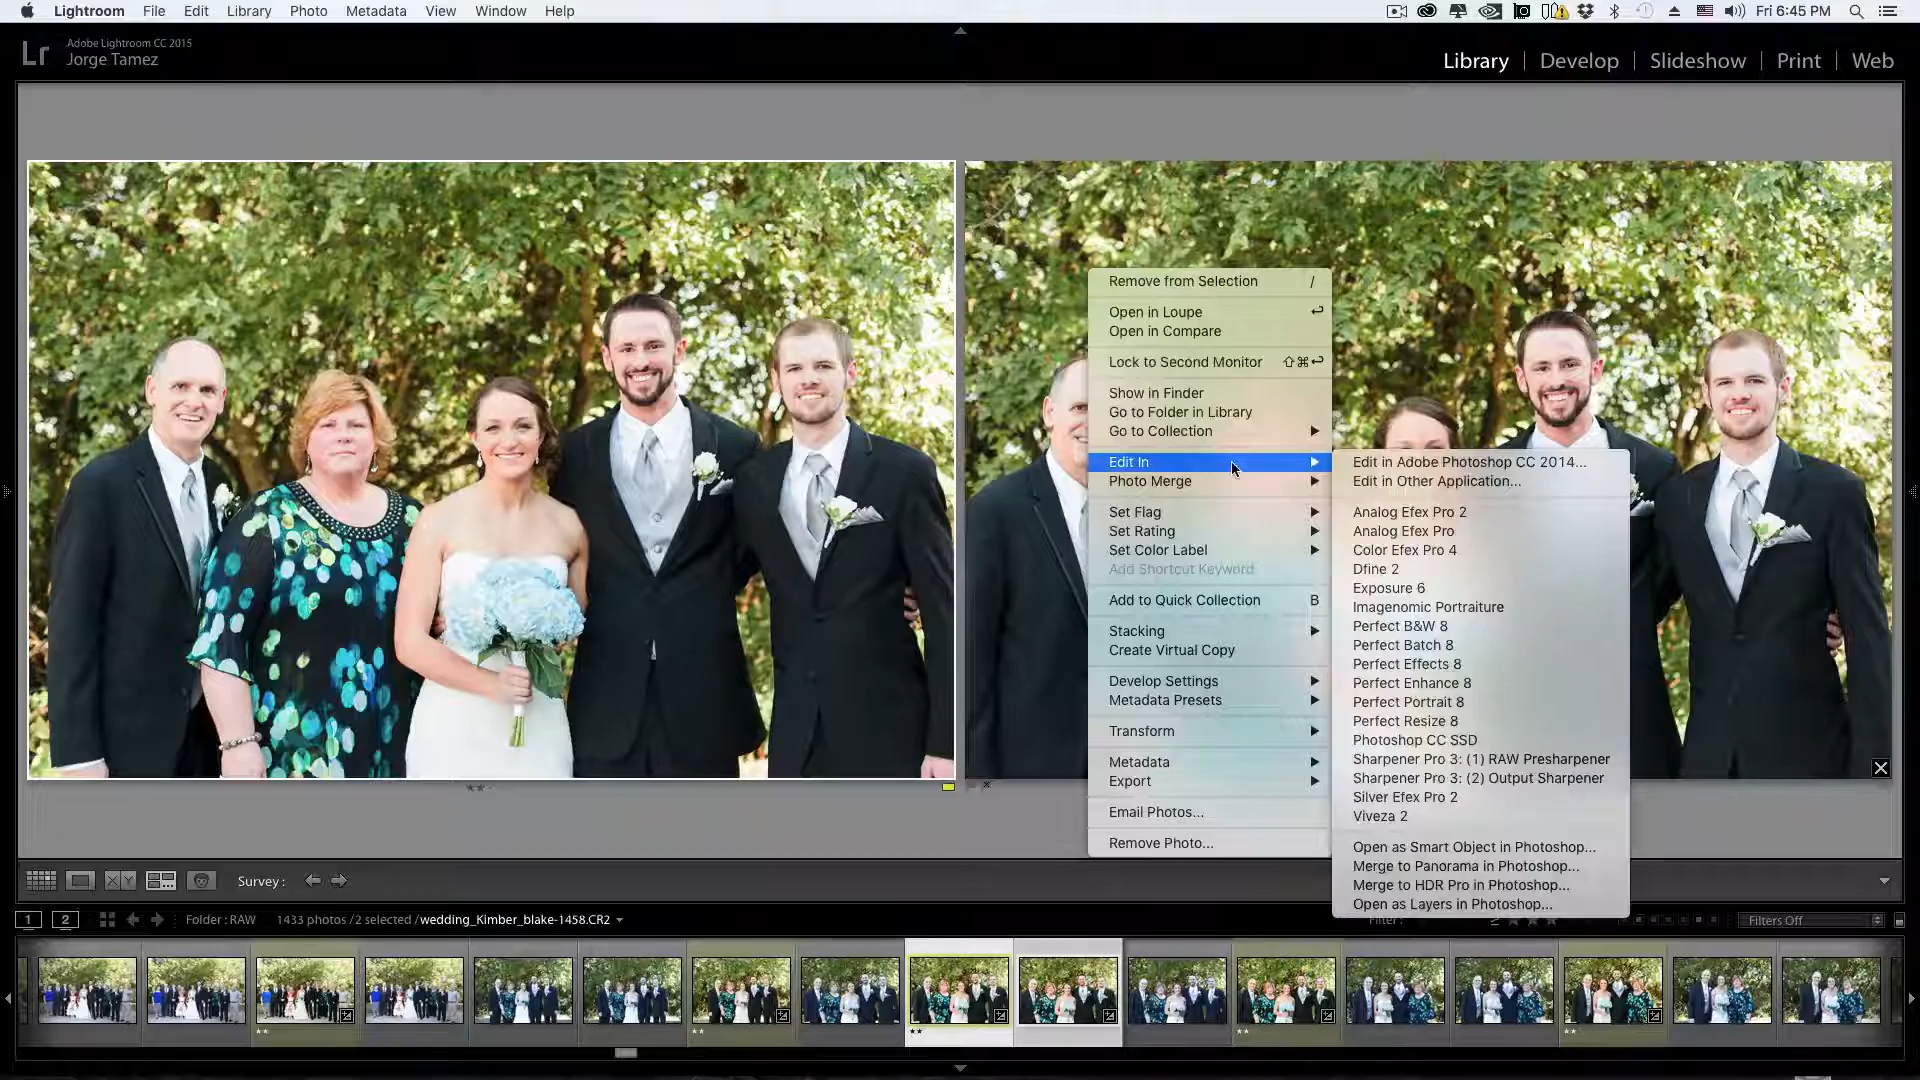 Lightroom File Edit Library Photo Metadata View Window Help Fri 6:45 PM
Lr Adobe Lightroom CC 2015
Jorge Tamez
Library | Develop | Slideshow | Print | Web
Remove from Selection /
Open in Loupe ↩
Open in Compare
Lock to Second Monitor ⇧⌘↩
Show in Finder
Go to Folder in Library
Go to Collection
Edit In
Photo Merge
Set Flag
Set Rating
Set Color Label
Add Shortcut Keyword
Add to Quick Collection B
Stacking
Create Virtual Copy
Develop Settings
Metadata Presets
Transform
Metadata
Export
Email Photos...
Remove Photo...
Edit in Adobe Photoshop CC 2014...
Edit in Other Application...
Analog Efex Pro 2
Analog Efex Pro
Color Efex Pro 4
Dfine 2
Exposure 6
Imagenomic Portraiture
Perfect B&W 8
Perfect Batch 8
Perfect Effects 8
Perfect Enhance 8
Perfect Portrait 8
Perfect Resize 8
Photoshop CC SSD
Sharpener Pro 3: (1) RAW Presharpener
Sharpener Pro 3: (2) Output Sharpener
Silver Efex Pro 2
Viveza 2
Open as Smart Object in Photoshop...
Merge to Panorama in Photoshop...
Merge to HDR Pro in Photoshop...
Open as Layers in Photoshop...
XY Survey :
1 2 Folder : RAW 1433 photos / 2 selected / wedding_Kimber_blake-1458.CR2 Filter : Filters Off